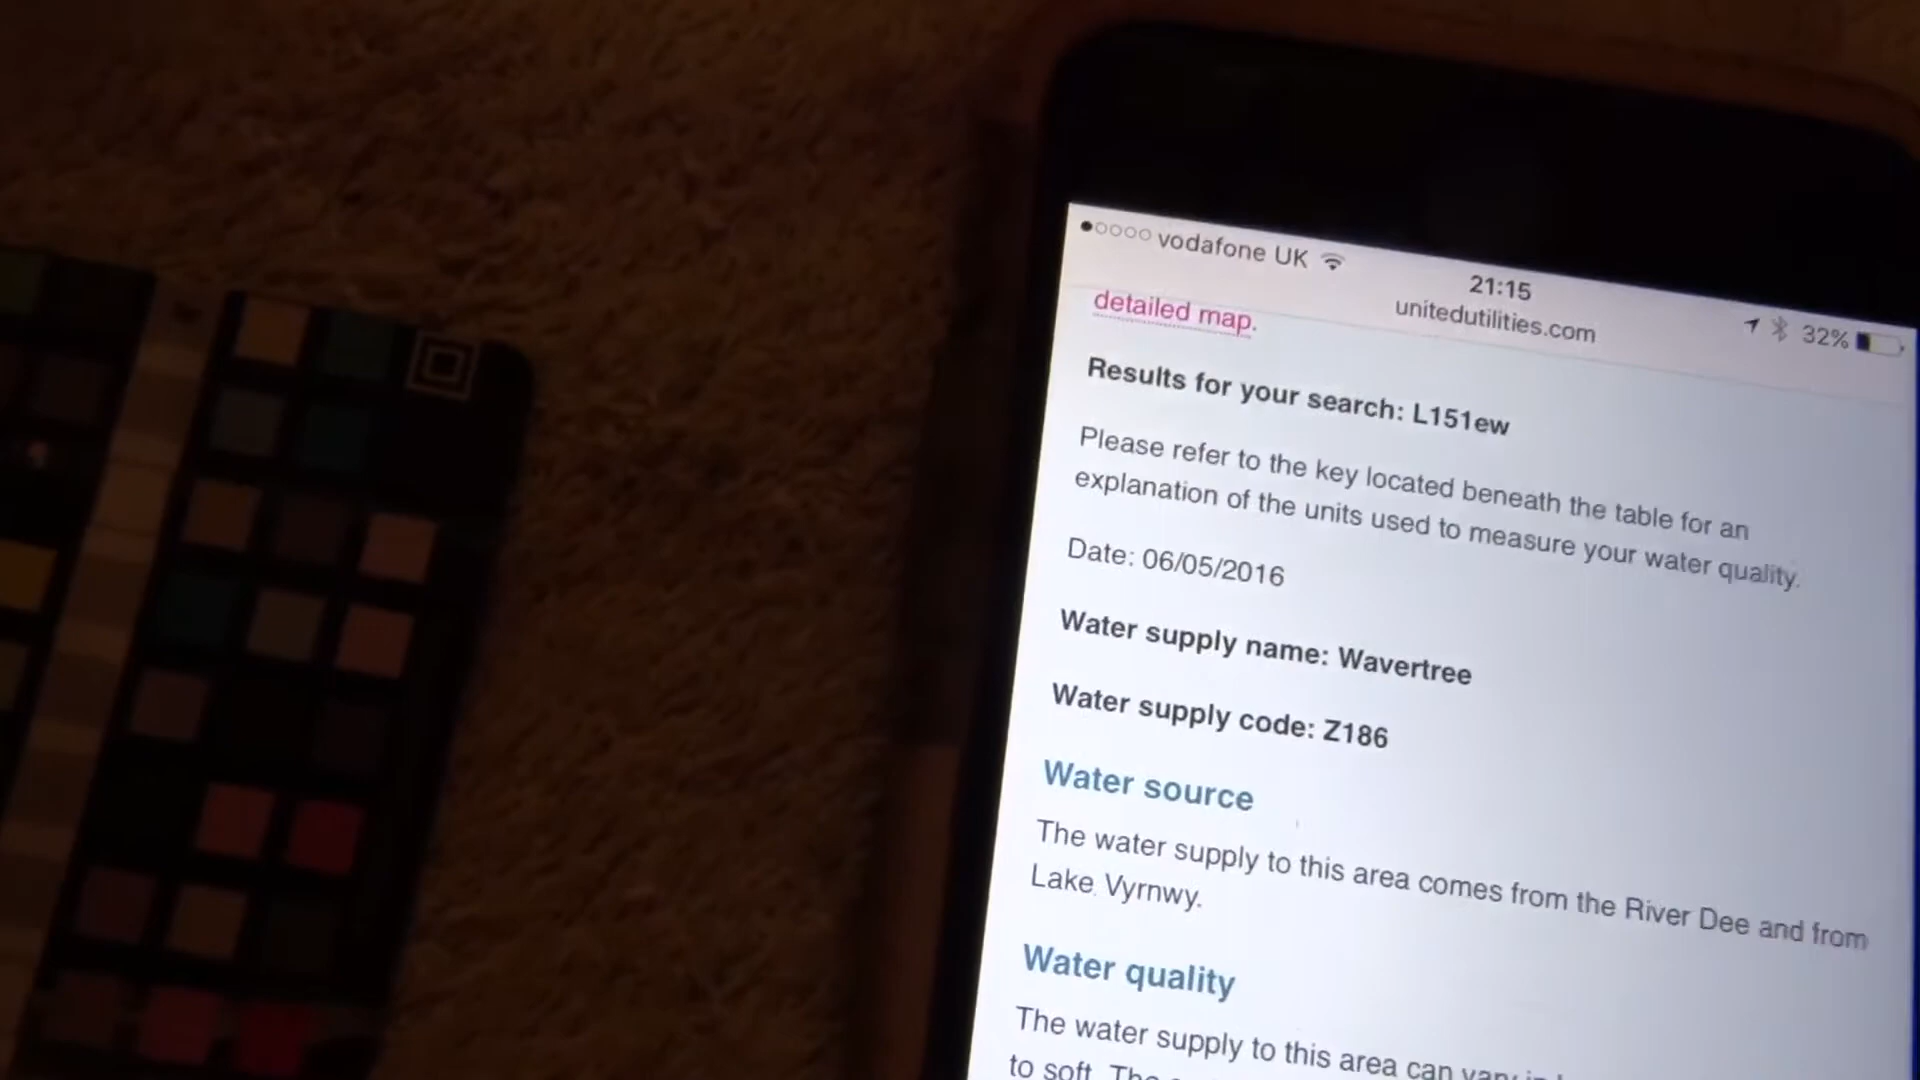 vodafone UK
21:15
unitedutilities.com
32%
detailed map.
Results for your search: L151ew
Please refer to the key located beneath the table for an
explanation of the units used to measure your water quality.
Date: 06/05/2016
Water supply name: Wavertree
Water supply code: Z186
Water source
The water supply to this area comes from the River Dee and from
Lake Vyrnwy.
Water quality
The water supply to this area can vary in
to soft. The